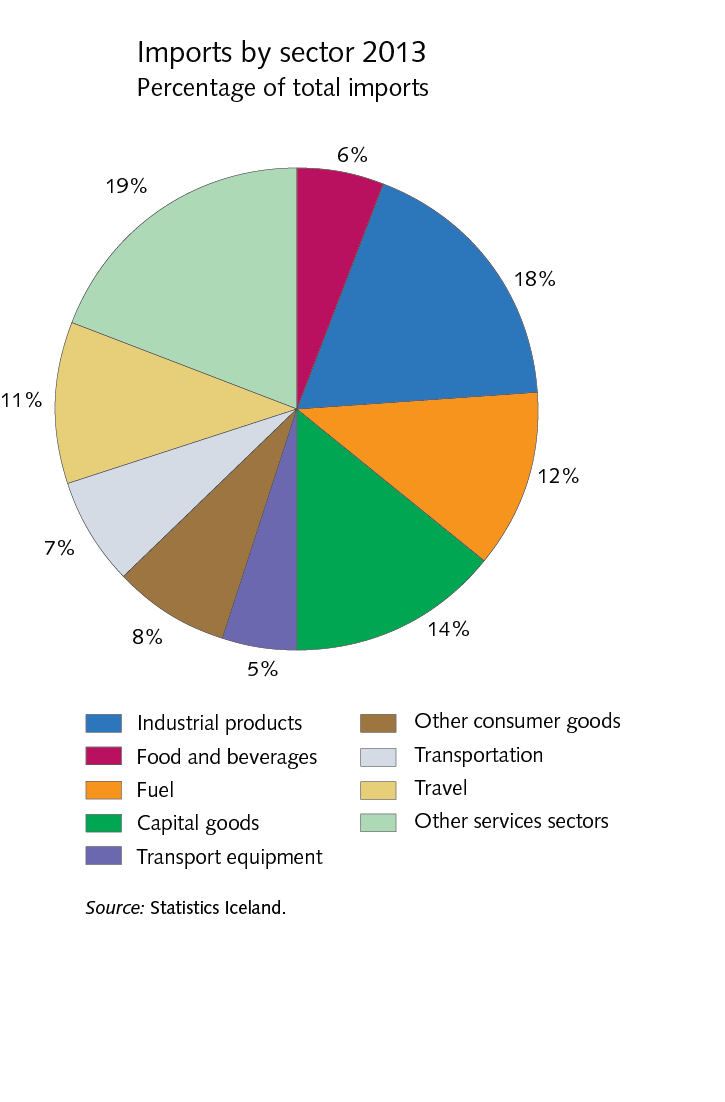 Imports by sector 2013
Percentage of total imports
6%
19%
18%
11%
12%
7%
14%
8%
5%
Industrial products
Food and beverages
Fuel
Capital goods
Transport equipment
Other consumer goods
Transportation
Travel
Other services sectors
Source: Statistics Iceland.